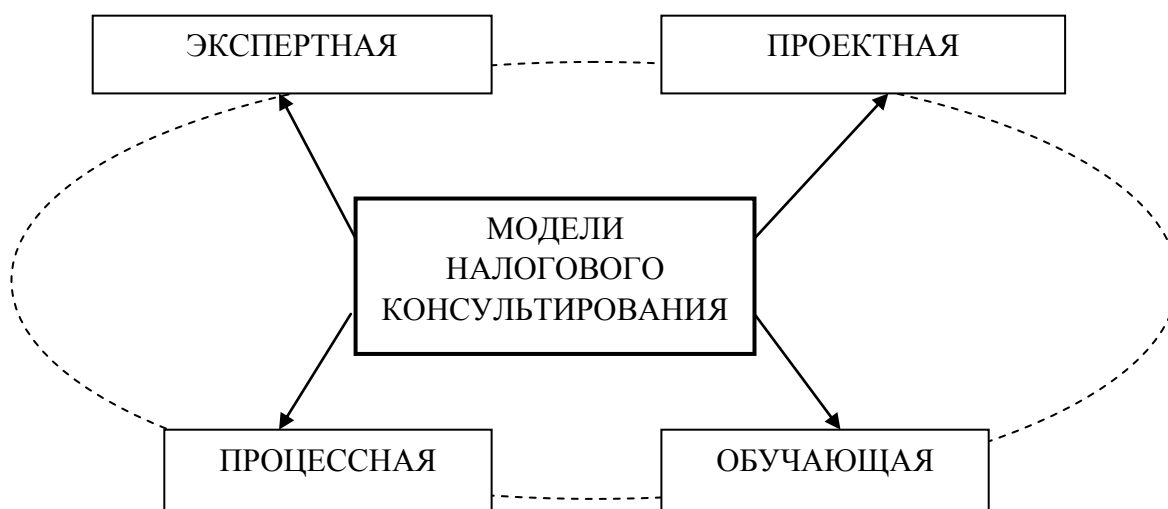 ЭКСПЕРТНАЯ
ПРОЕКТНАЯ
МОДЕЛИ
НАЛОГОВОГО
КОНСУЛЬТИРОВАНИЯ
ПРОЦЕССНАЯ
ОБУЧАЮЩАЯ